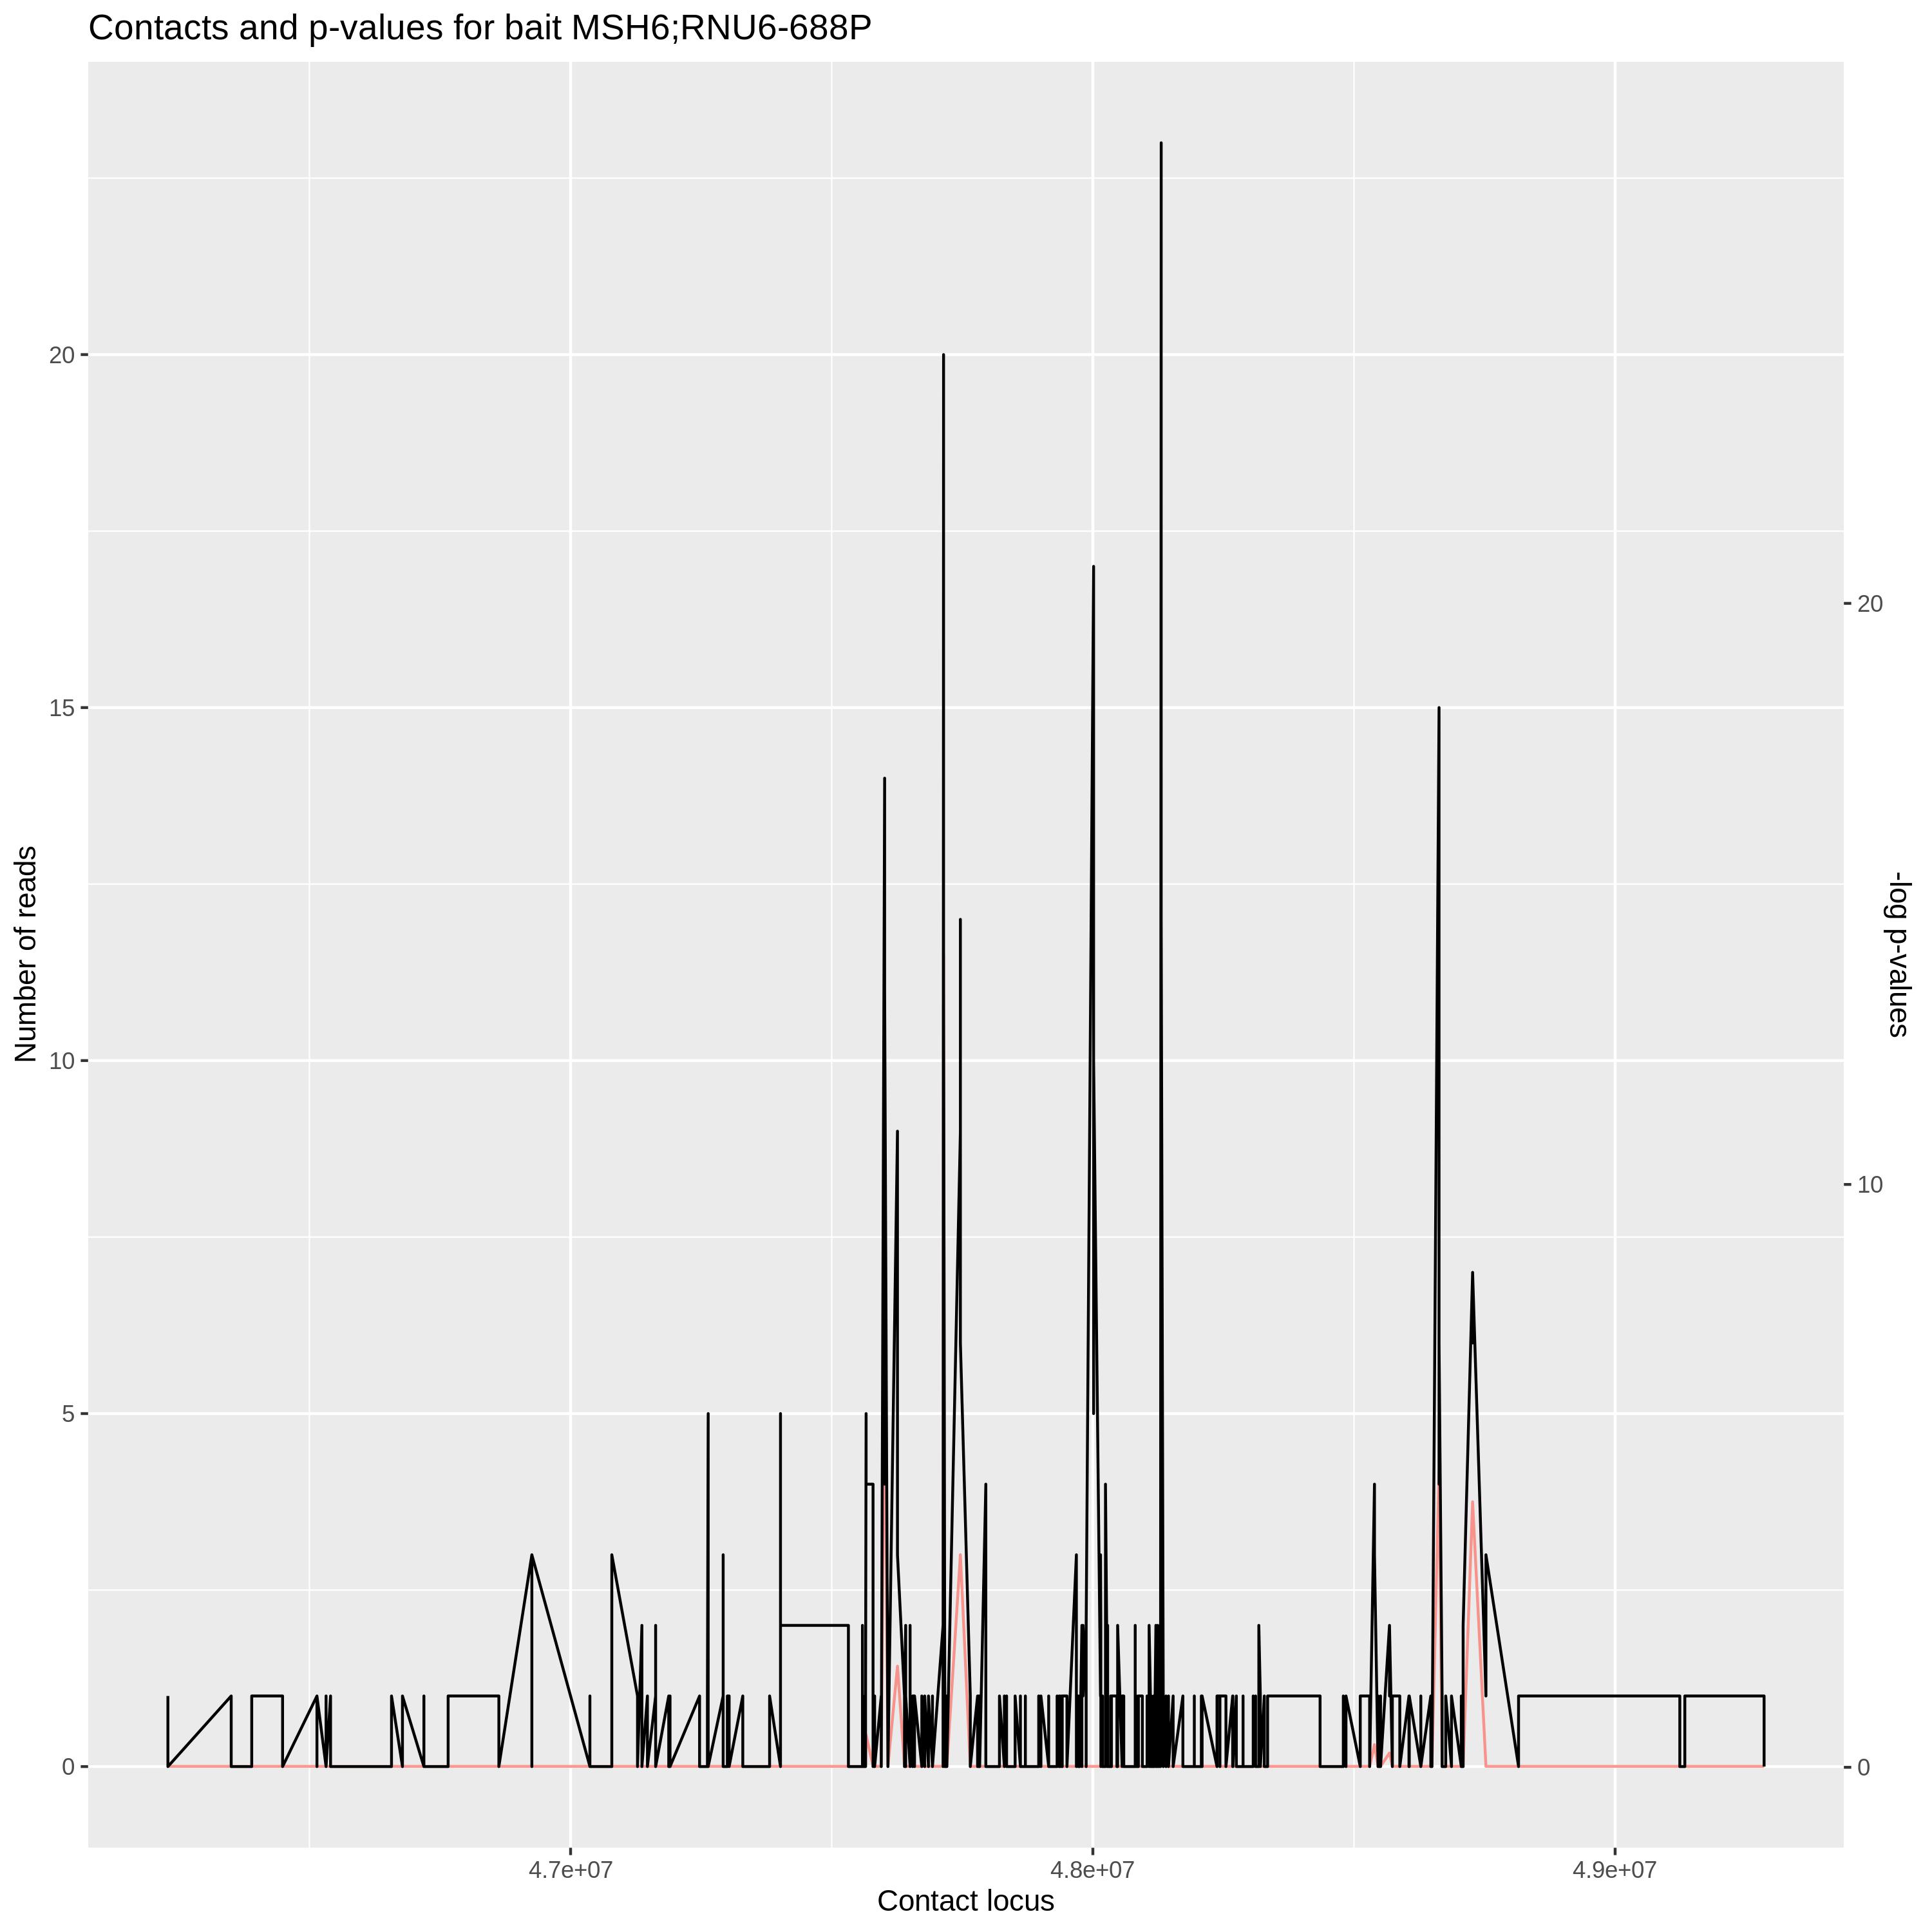 Contacts and p-values for bait MSH6;RNU6-688P
Number of reads
20
15
10
5
0
20
10
0
-log p-values
4.7e+07
4.8e+07
4.9e+07
Contact locus